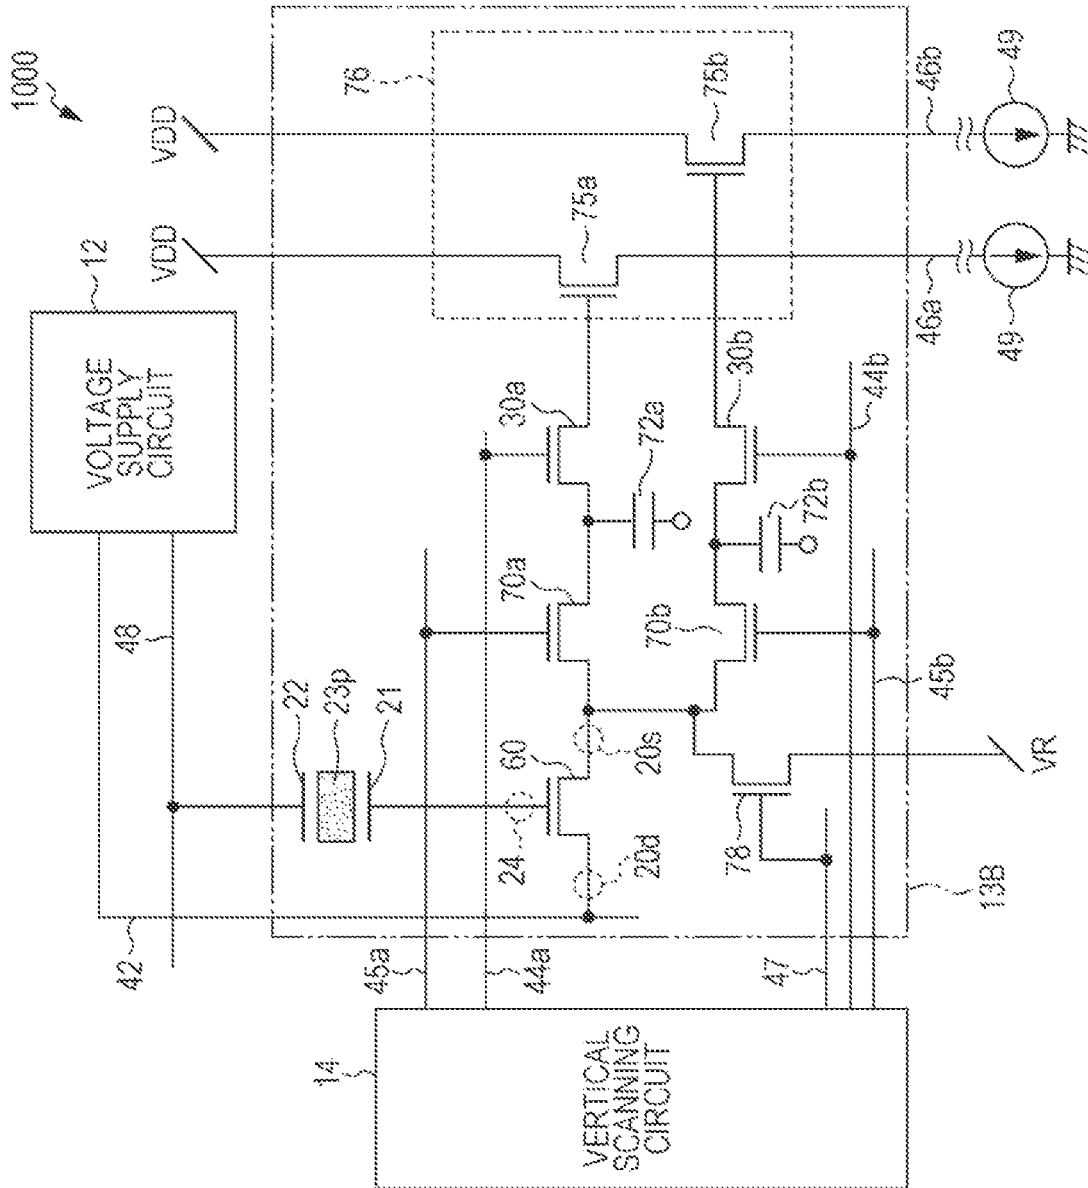 1000
VDD
VDD
12
VOLTAGE
SUPPLY
CIRCUIT
76
75a
75b
46b
49
46a
49
30a
30b
72a
72b
44b
48
70a
70b
45b
22
23p
21
60
20s
24
20d
78
VR
13B
42
45a
44a
47
14
VERTICAL
SCANNING
CIRCUIT